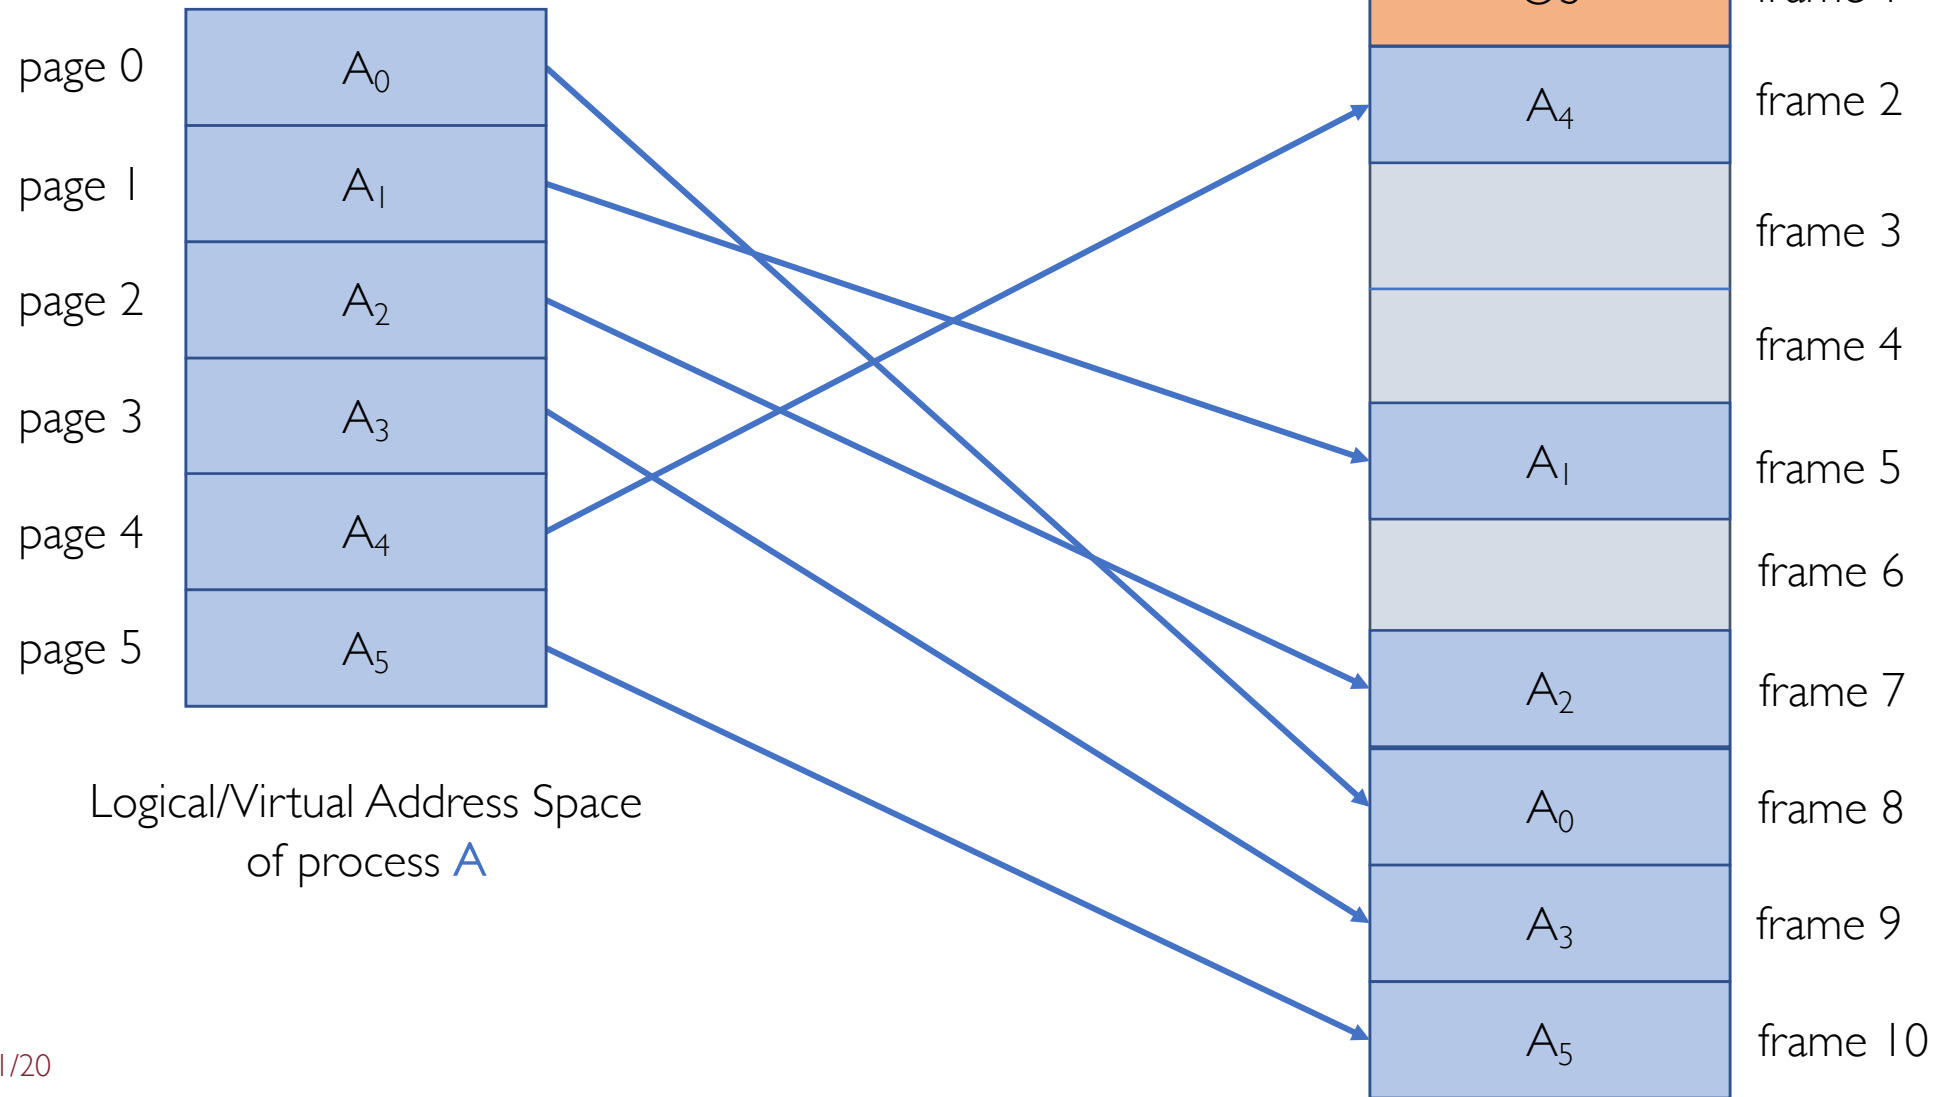 page 0
A₀
page 1
A₁
page 2
A₂
page 3
A₃
page 4
A₄
page 5
A₅
Logical/Virtual Address Space
of process A
A₄
frame 2
frame 3
frame 4
A₁
frame 5
frame 6
A₂
frame 7
A₀
frame 8
A₃
frame 9
A₅
frame 10
1/20